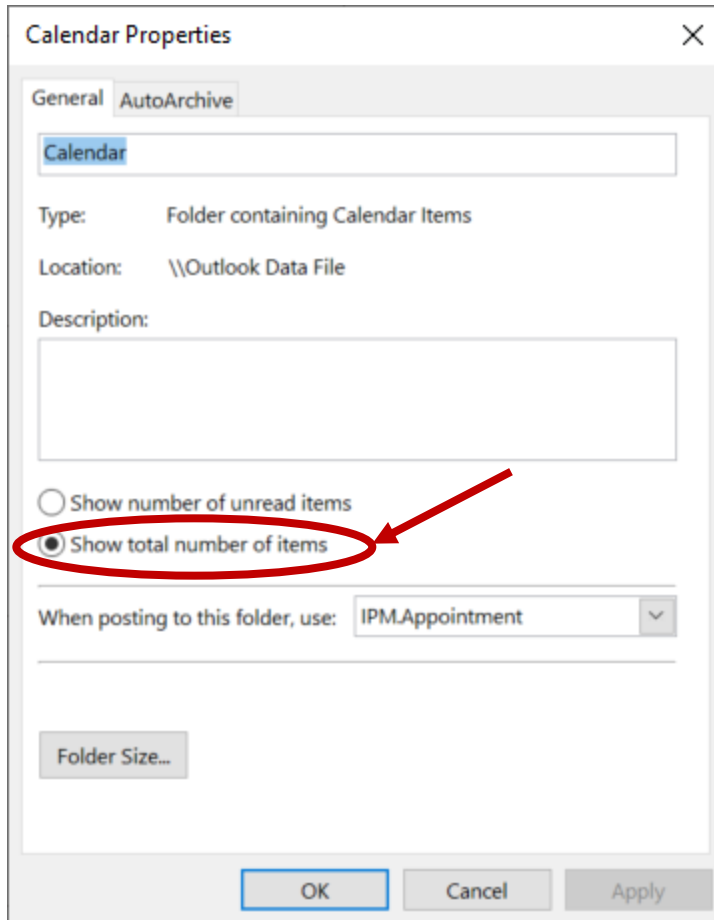 Calendar Properties
General AutoArchive
Calendar
Type: Folder containing Calendar Items
Location: \\Outlook Data File
Description:
Show number of unread items
Show total number of items
When posting to this folder, use: IPM.Appointment
Folder Size...
OK Cancel Apply